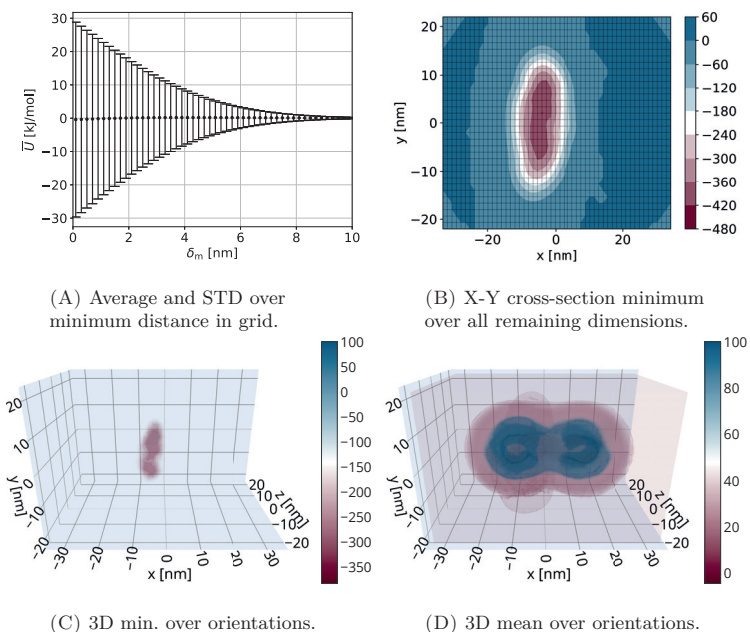 30
20
10
0
−10
−20
−30
U [kJ/mol]
0 2 4 6 8 10
δm [nm]
20
10
0
−10
−20
y [nm]
−20 0 20
x [nm]
60
0
−60
−120
−180
−240
−300
−360
−420
−480
(A) Average and STD over
minimum distance in grid.
(B) X-Y cross-section minimum
over all remaining dimensions.
20
10
0
−10
−20
y [nm]
−30 −20 −10 0 10 20 30
x [nm]
20
10
0
−10
−20
z [nm]
100
50
0
−50
−100
−150
−200
−250
−300
−350
20
10
0
−10
−20
y [nm]
−30 −20 −10 0 10 20 30
x [nm]
20
10
0
−10
−20
z [nm]
100
80
60
40
20
0
(C) 3D min. over orientations.
(D) 3D mean over orientations.